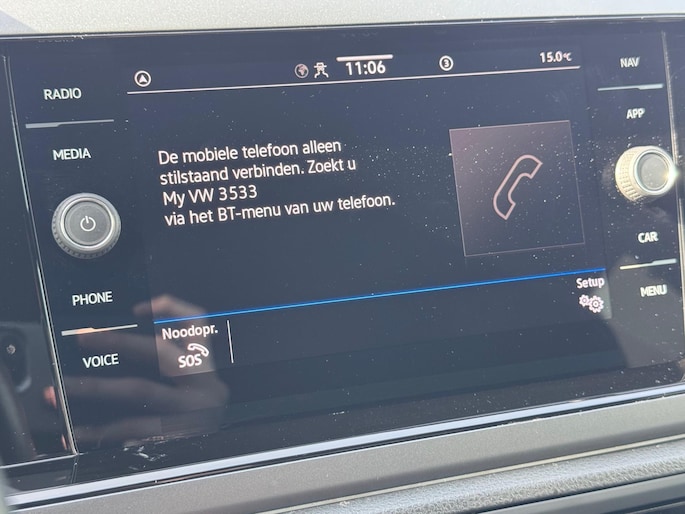 RADIO
MEDIA
PHONE
VOICE
11:06
3
15.0°C
De mobiele telefoon alleen
stilstaand verbinden. Zoekt u
My VW 3533
via het BT-menu van uw telefoon.
Setup
Noodopr.
SOS
NAV
APP
CAR
MENU